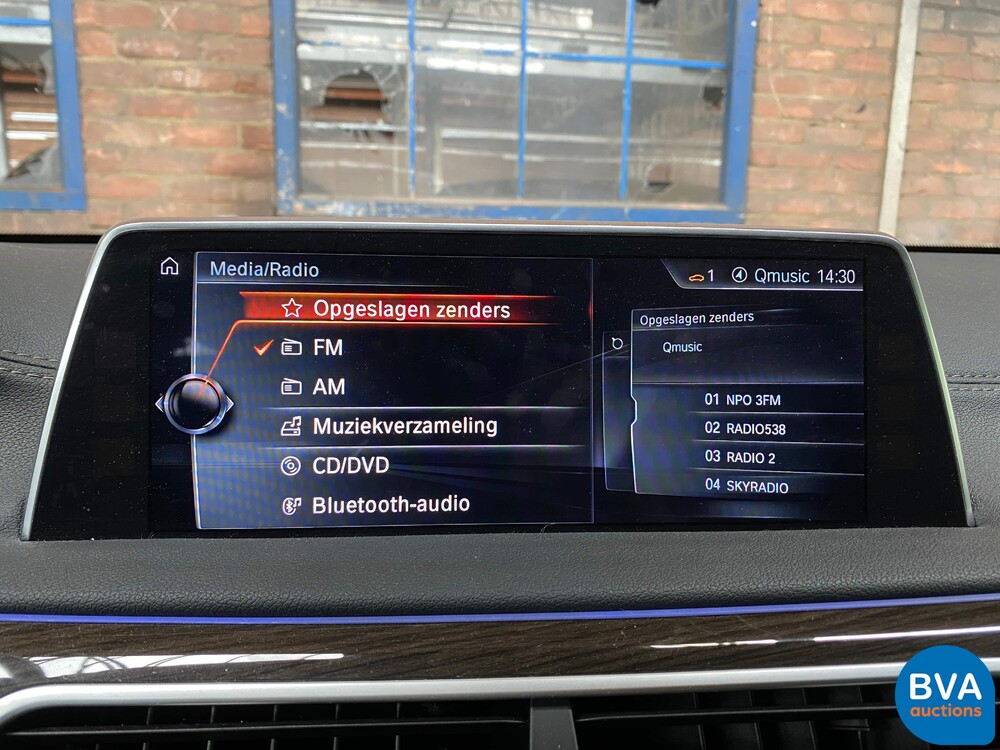 Media/Radio
Opgeslagen zenders
FM
AM
Muziekverzameling
CD/DVD
Bluetooth-audio
1 Qmusic 14:30
Opgeslagen zenders
Qmusic
01 NPO 3FM
02 RADIO538
03 RADIO 2
04 SKYRADIO
BVA
auctions